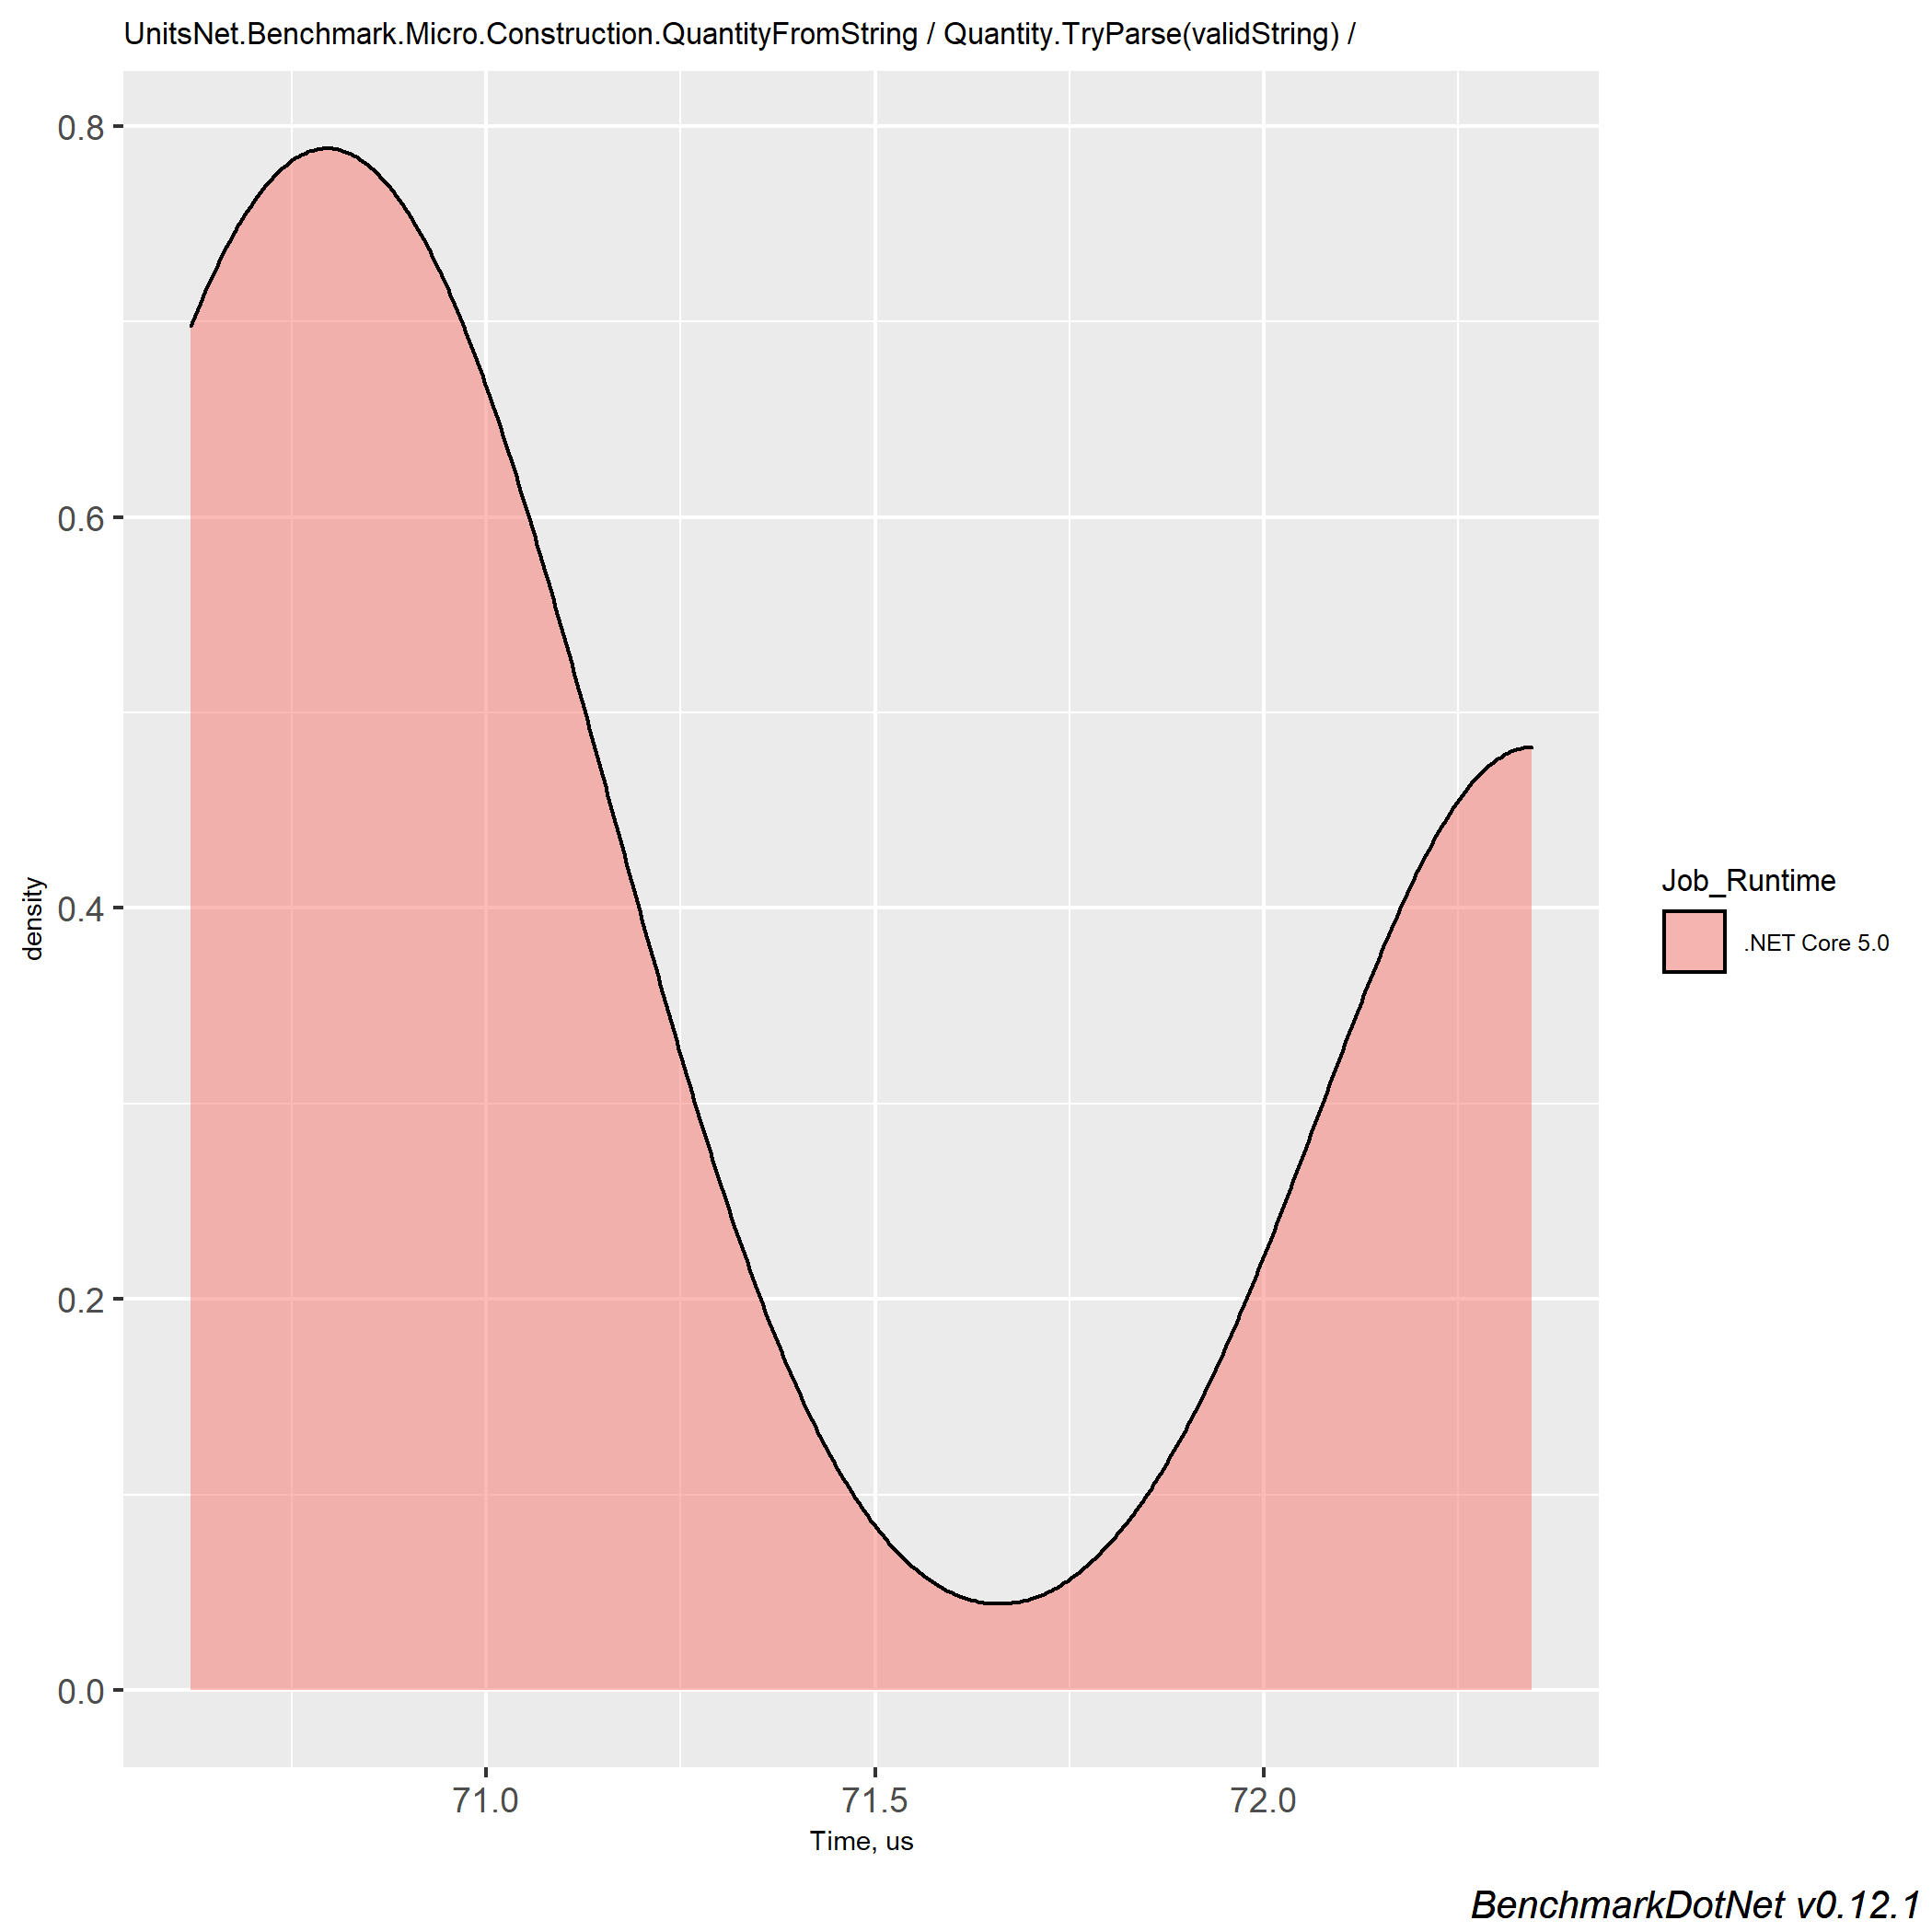 UnitsNet.Benchmark.Micro.Construction.QuantityFromString / Quantity.TryParse(validString) /
0.8
0.6
0.4
0.2
0.0
density
71.0
71.5
72.0
Time, us
Job_Runtime
.NET Core 5.0
BenchmarkDotNet v0.12.1